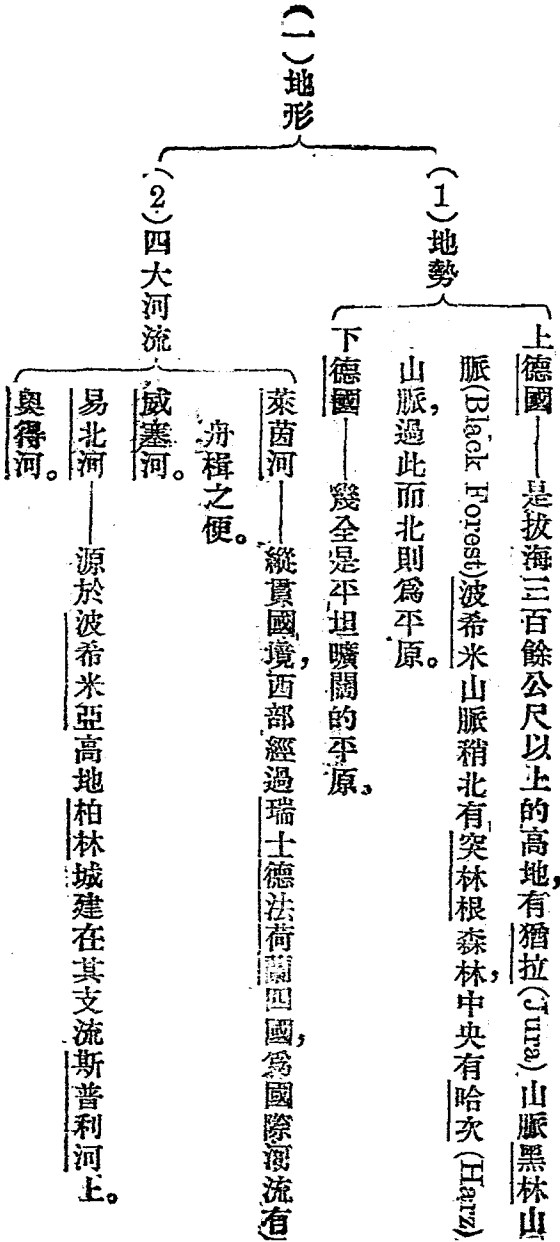 (一)地形
(1)地勢
上德國——是拔海三百餘公尺以上的高地,有猶拉(Jura)山脈黑林山
脈(Black Forest)波希米山脈稍北有突林根森林,中央有哈次(Harz)
山脈,過此而北則爲平原。
下德國——幾全是平坦曠闊的平原。
(2)四大河流
萊茵河——縱貫國境,西部經過瑞士德法荷蘭四國,爲國際河流有
舟楫之便。
威塞河。
易北河——源於波希米亞高地柏林城建在其支流斯普利河上。
奧得河。